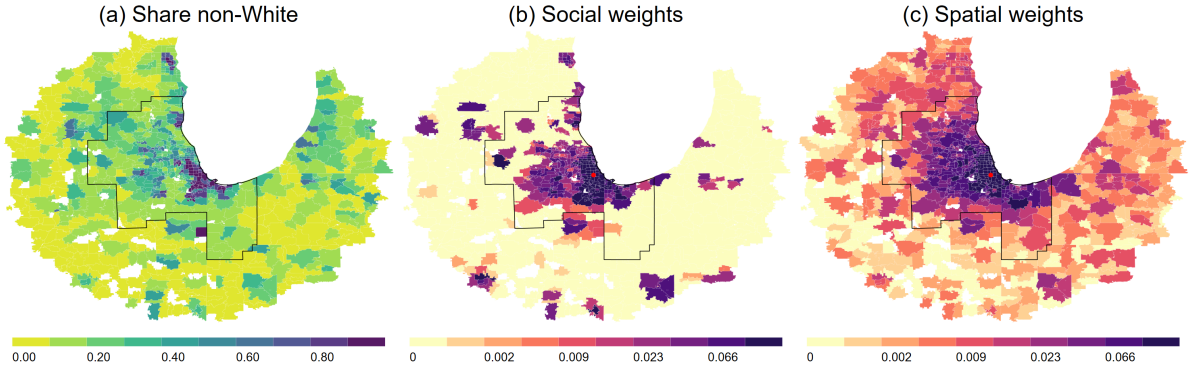 (a) Share non-White
(b) Social weights
(c) Spatial weights
0.00 0.20 0.40 0.60 0.80
0 0.002 0.009 0.023 0.066
0 0.002 0.009 0.023 0.066